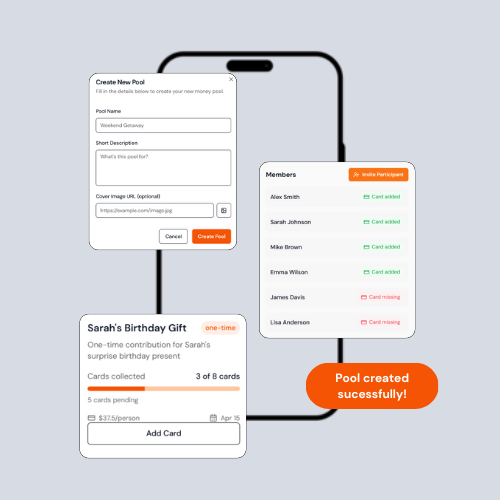 Create New Pool
Fill in the details below to create your new money pool.
Pool Name
Weekend Getaway
Short Description
What's this pool for?
Cover Image URL (optional)
https://example.com/image.jpg
Cancel
Create Pool
Members
Invite Participant
Alex Smith
Card added
Sarah Johnson
Card added
Mike Brown
Card added
Emma Wilson
Card added
James Davis
Card missing
Lisa Anderson
Card missing
Sarah's Birthday Gift
one-time
One-time contribution for Sarah's
surprise birthday present
Cards collected
3 of 8 cards
5 cards pending
$37.5/person
Apr 15
Add Card
Pool created
sucessfully!